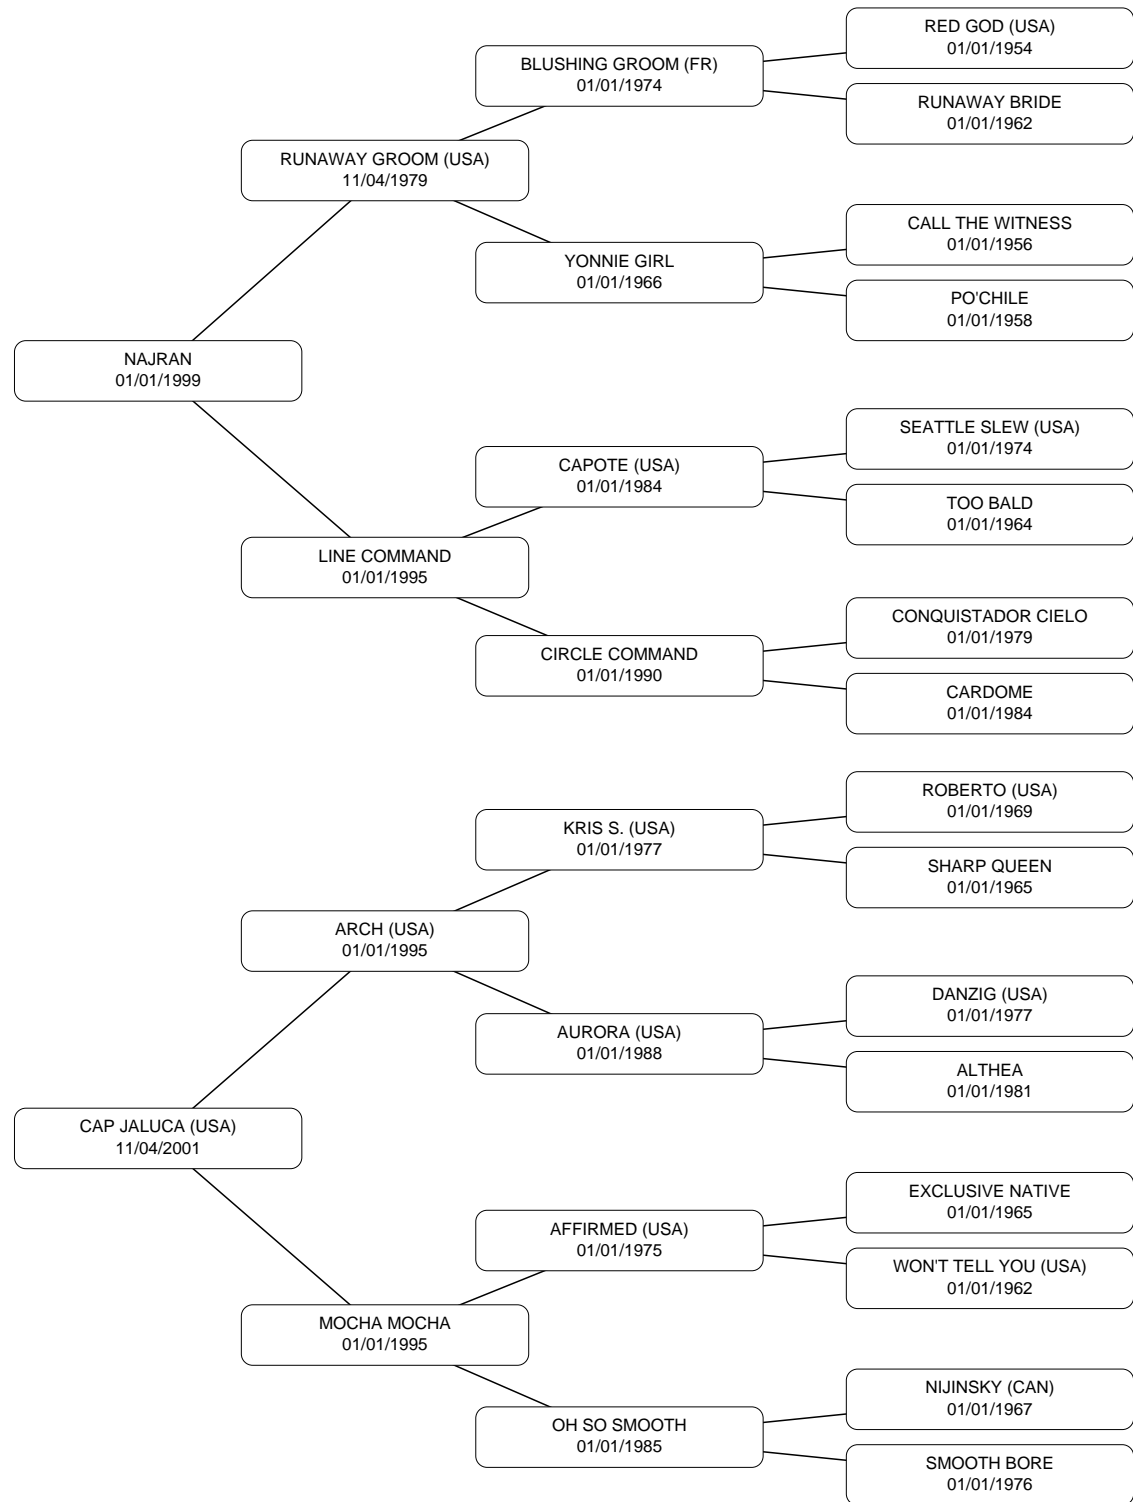 RED GOD (USA)
01/01/1954
BLUSHING GROOM (FR)
01/01/1974
RUNAWAY BRIDE
01/01/1962
RUNAWAY GROOM (USA)
11/04/1979
CALL THE WITNESS
01/01/1956
YONNIE GIRL
01/01/1966
PO'CHILE
01/01/1958
NAJRAN
01/01/1999
SEATTLE SLEW (USA)
01/01/1974
CAPOTE (USA)
01/01/1984
TOO BALD
01/01/1964
LINE COMMAND
01/01/1995
CONQUISTADOR CIELO
01/01/1979
CIRCLE COMMAND
01/01/1990
CARDOME
01/01/1984
ROBERTO (USA)
01/01/1969
KRIS S. (USA)
01/01/1977
SHARP QUEEN
01/01/1965
ARCH (USA)
01/01/1995
DANZIG (USA)
01/01/1977
AURORA (USA)
01/01/1988
ALTHEA
01/01/1981
CAP JALUCA (USA)
11/04/2001
EXCLUSIVE NATIVE
01/01/1965
AFFIRMED (USA)
01/01/1975
WON'T TELL YOU (USA)
01/01/1962
MOCHA MOCHA
01/01/1995
NIJINSKY (CAN)
01/01/1967
OH SO SMOOTH
01/01/1985
SMOOTH BORE
01/01/1976